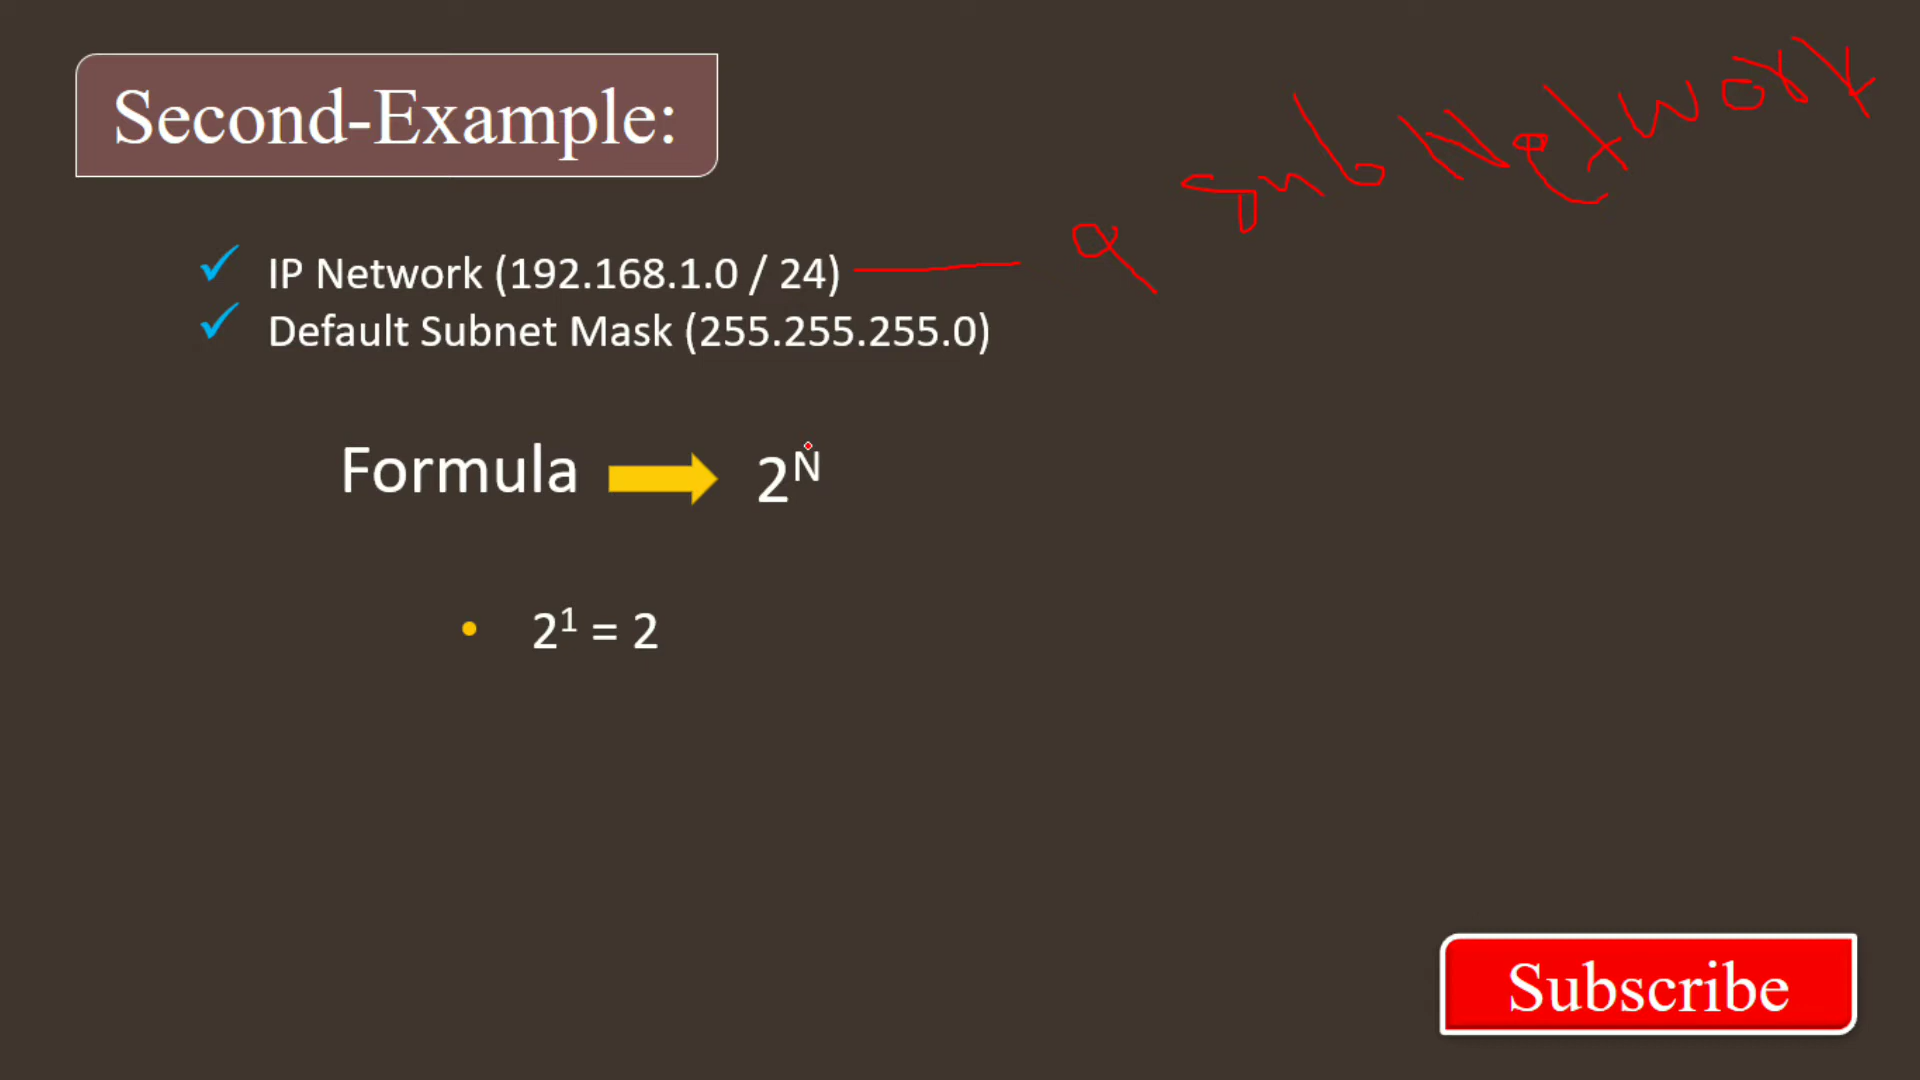 Second-Example:
9 Sub Network
✓ IP Network (192.168.1.0 / 24)
✓ Default Subnet Mask (255.255.255.0)
Formula ➡ 2ᴺ
• 2¹ = 2
Subscribe